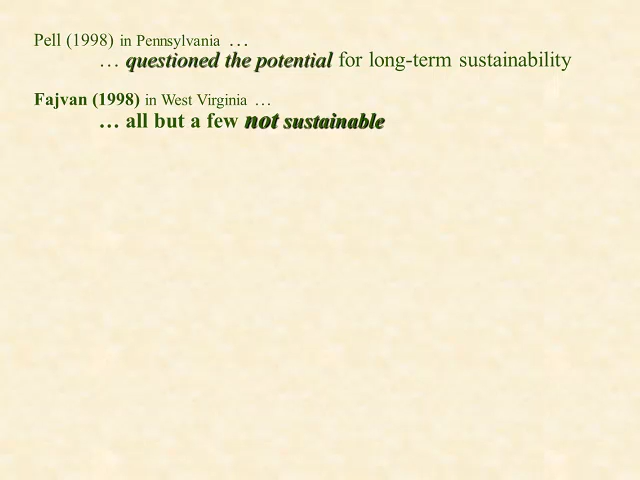 Pell (1998) in Pennsylvania …
… questioned the potential for long-term sustainability
Fajvan (1998) in West Virginia …
… all but a few not sustainable